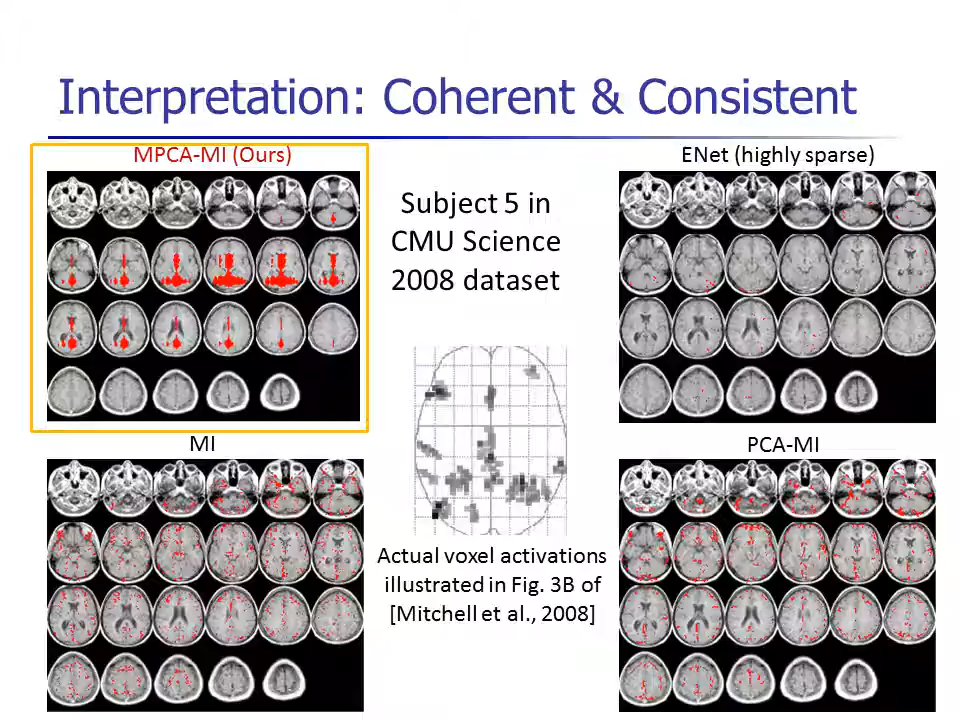 Interpretation: Coherent & Consistent
MPCA-MI (Ours)
Subject 5 in
CMU Science
2008 dataset
ENet (highly sparse)
MI
Actual voxel activations
illustrated in Fig. 3B of
[Mitchell et al., 2008]
PCA-MI